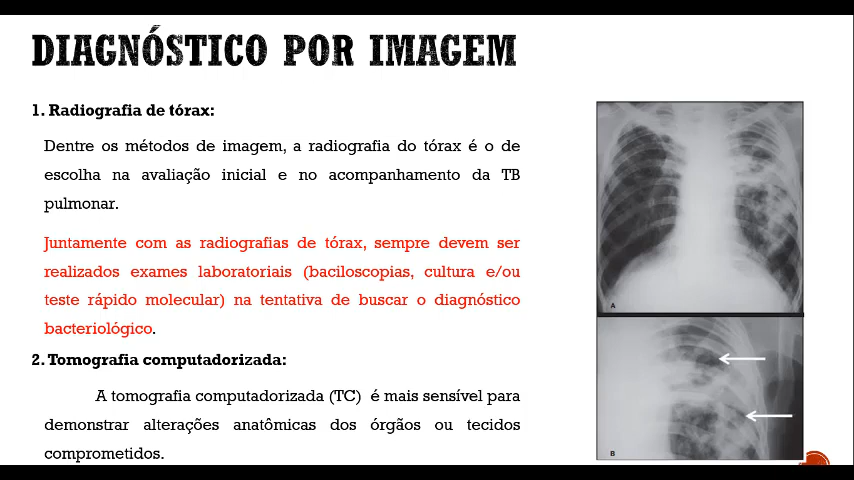 DIAGNÓSTICO POR IMAGEM
1. Radiografia de tórax:
Dentre os métodos de imagem, a radiografia do tórax é o de
escolha na avaliação inicial e no acompanhamento da TB
pulmonar.
Juntamente com as radiografias de tórax, sempre devem ser
realizados exames laboratoriais (baciloscopias, cultura e/ou
teste rápido molecular) na tentativa de buscar o diagnóstico
bacteriológico.
2. Tomografia computadorizada:
A tomografia computadorizada (TC) é mais sensível para
demonstrar alterações anatômicas dos órgãos ou tecidos
comprometidos.
A
B